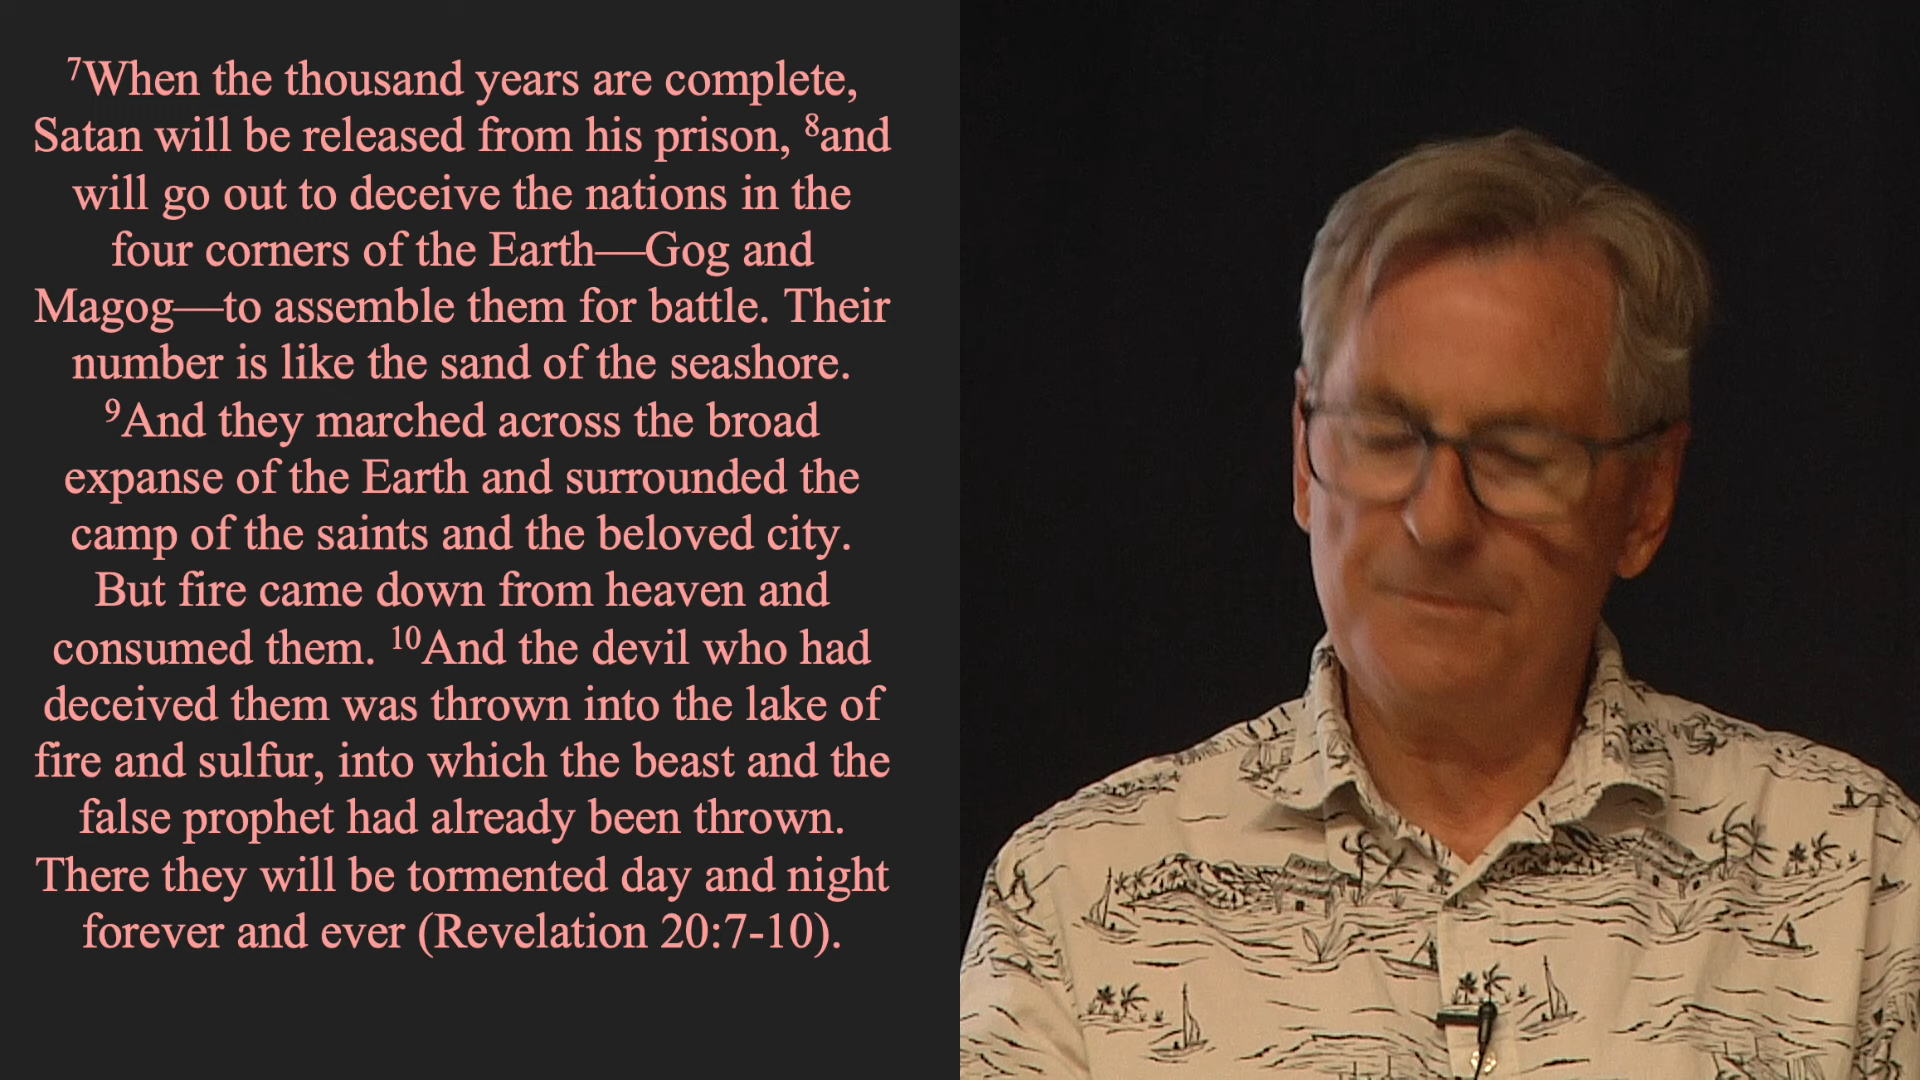 ⁷When the thousand years are complete,
Satan will be released from his prison, ⁸and
will go out to deceive the nations in the
four corners of the Earth—Gog and
Magog—to assemble them for battle. Their
number is like the sand of the seashore.
⁹And they marched across the broad
expanse of the Earth and surrounded the
camp of the saints and the beloved city.
But fire came down from heaven and
consumed them. ¹⁰And the devil who had
deceived them was thrown into the lake of
fire and sulfur, into which the beast and the
false prophet had already been thrown.
There they will be tormented day and night
forever and ever (Revelation 20:7-10).